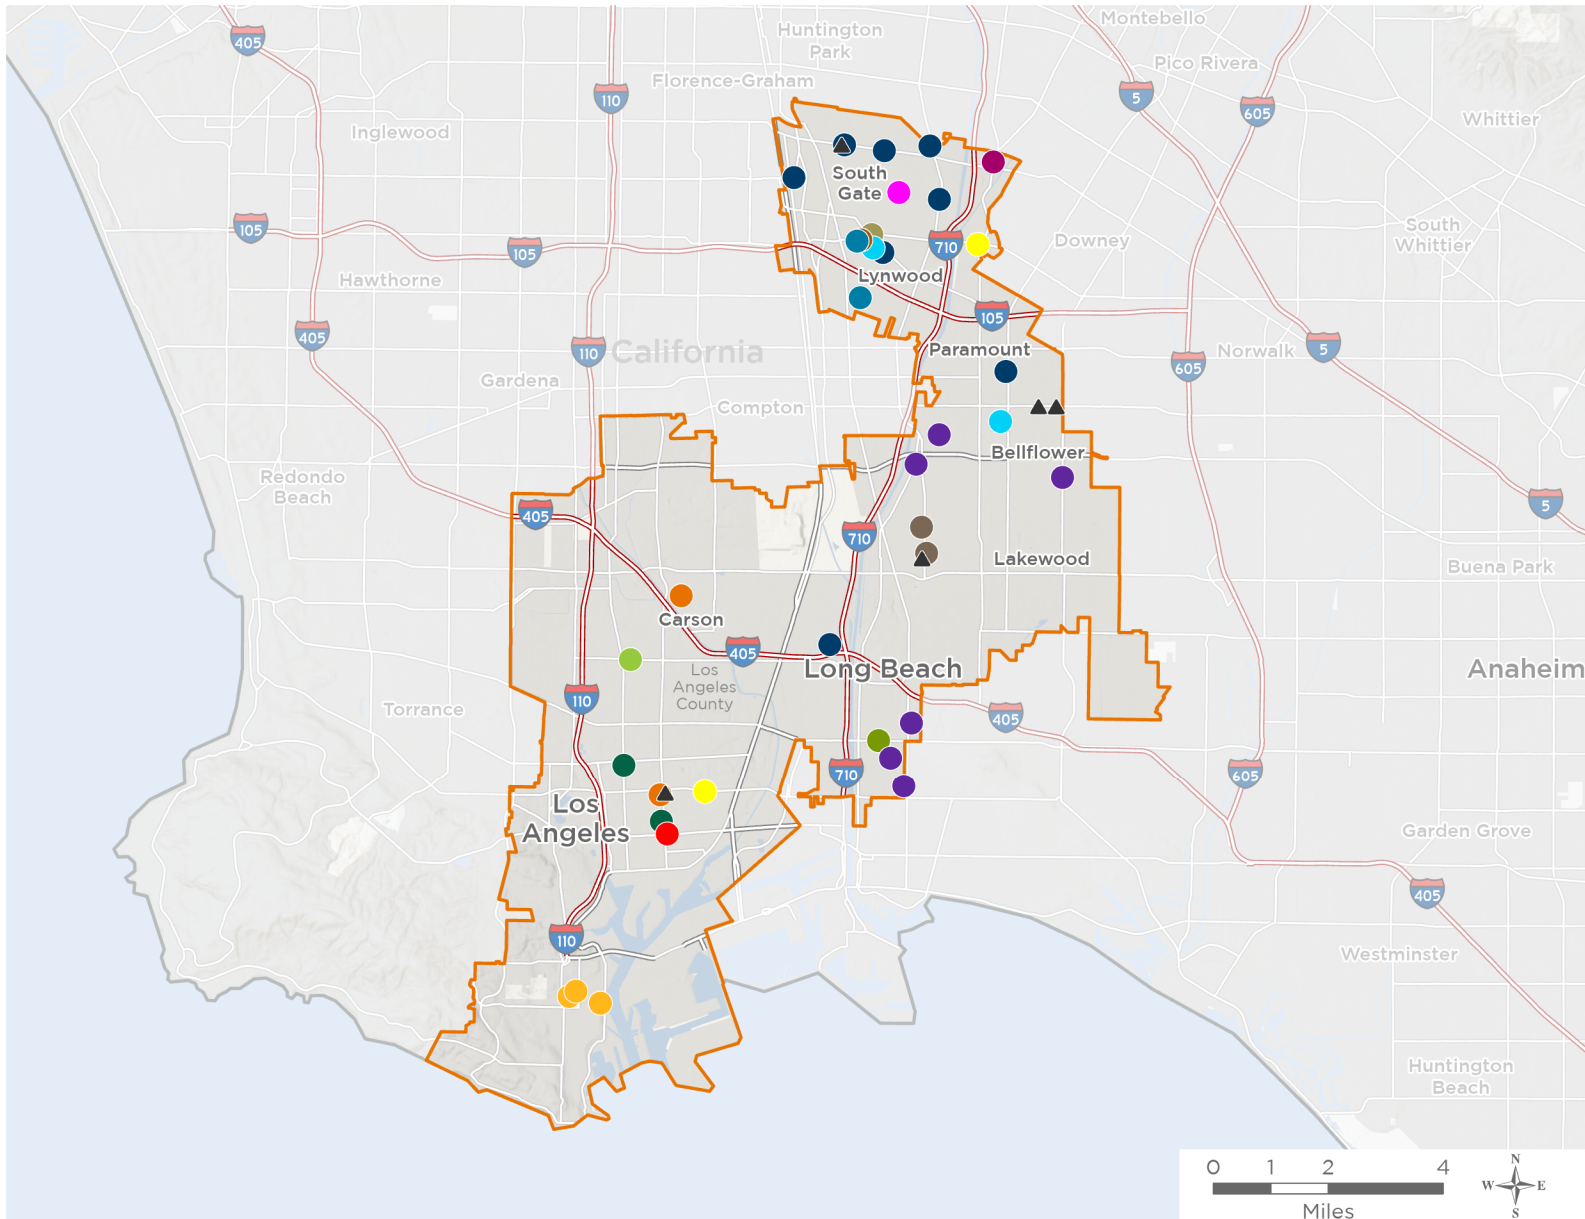 Montebello
405
Huntington
Park
Pico Rivera
Florence-Graham
5
110
605
Whittier
Inglewood
South
Gate
105
South
Whittier
Downey
710
105
Lynwood
Hawthorne
105
405
Paramount
Norwalk
5
110
California
605
Gardena
Compton
Bellflower
Redondo
Beach
5
405
710
Lakewood
Buena Park
Carson
405
Long Beach
Los
Angeles
County
Anaheim
110
Torrance
405
710
605
Los
Angeles
Garden Grove
405
110
Westminster
Huntington
Beach
0 1 2 4
Miles
N
W E
S